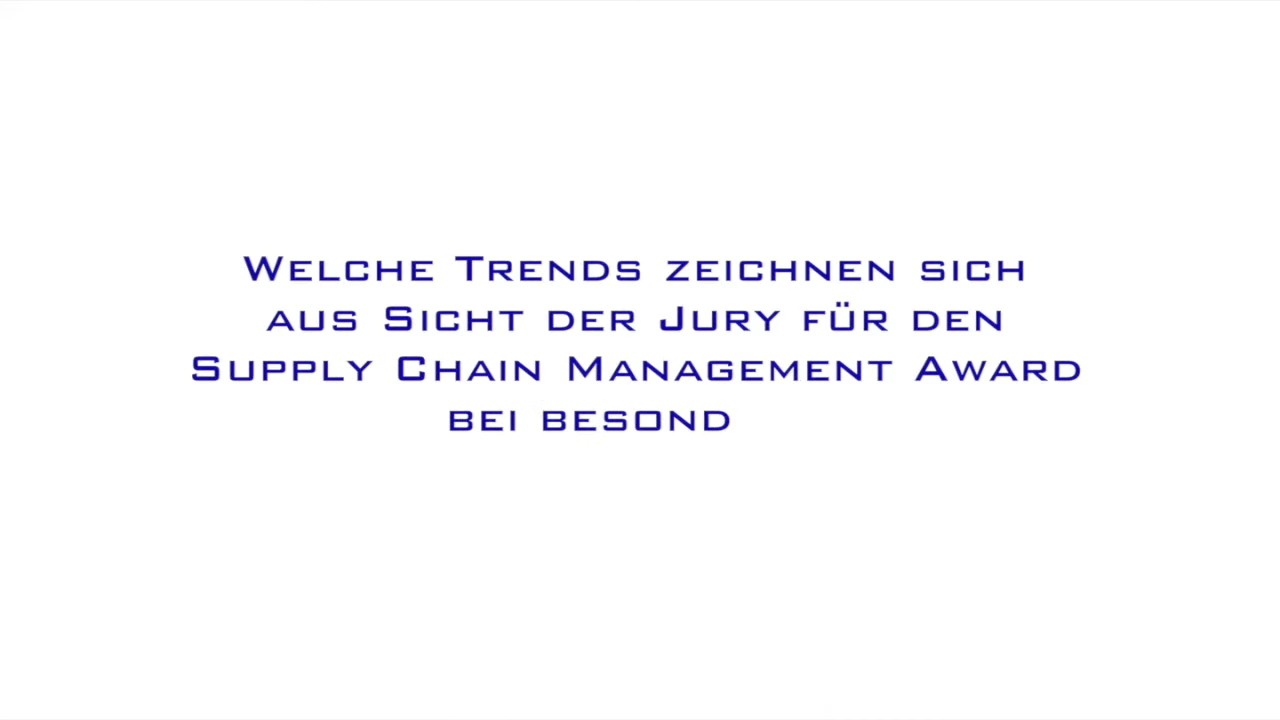 Welche Trends zeichnen sich
aus Sicht der Jury für den
Supply Chain Management Award
bei besond